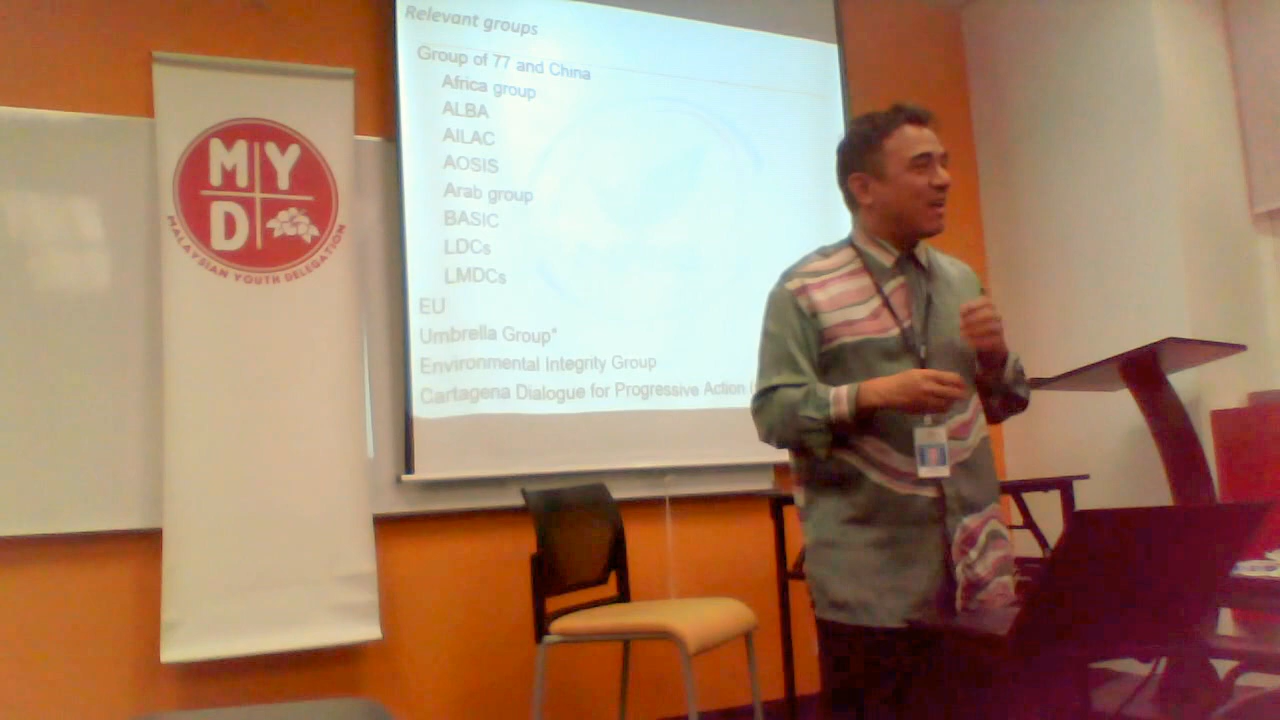 MY
D
MALAYSIAN YOUTH DELEGATION
Relevant groups
Group of 77 and China
Africa group
ALBA
AILAC
AOSIS
Arab group
BASIC
LDCs
LMDCs
EU
Umbrella Group*
Environmental Integrity Group
Cartagena Dialogue for Progressive Action